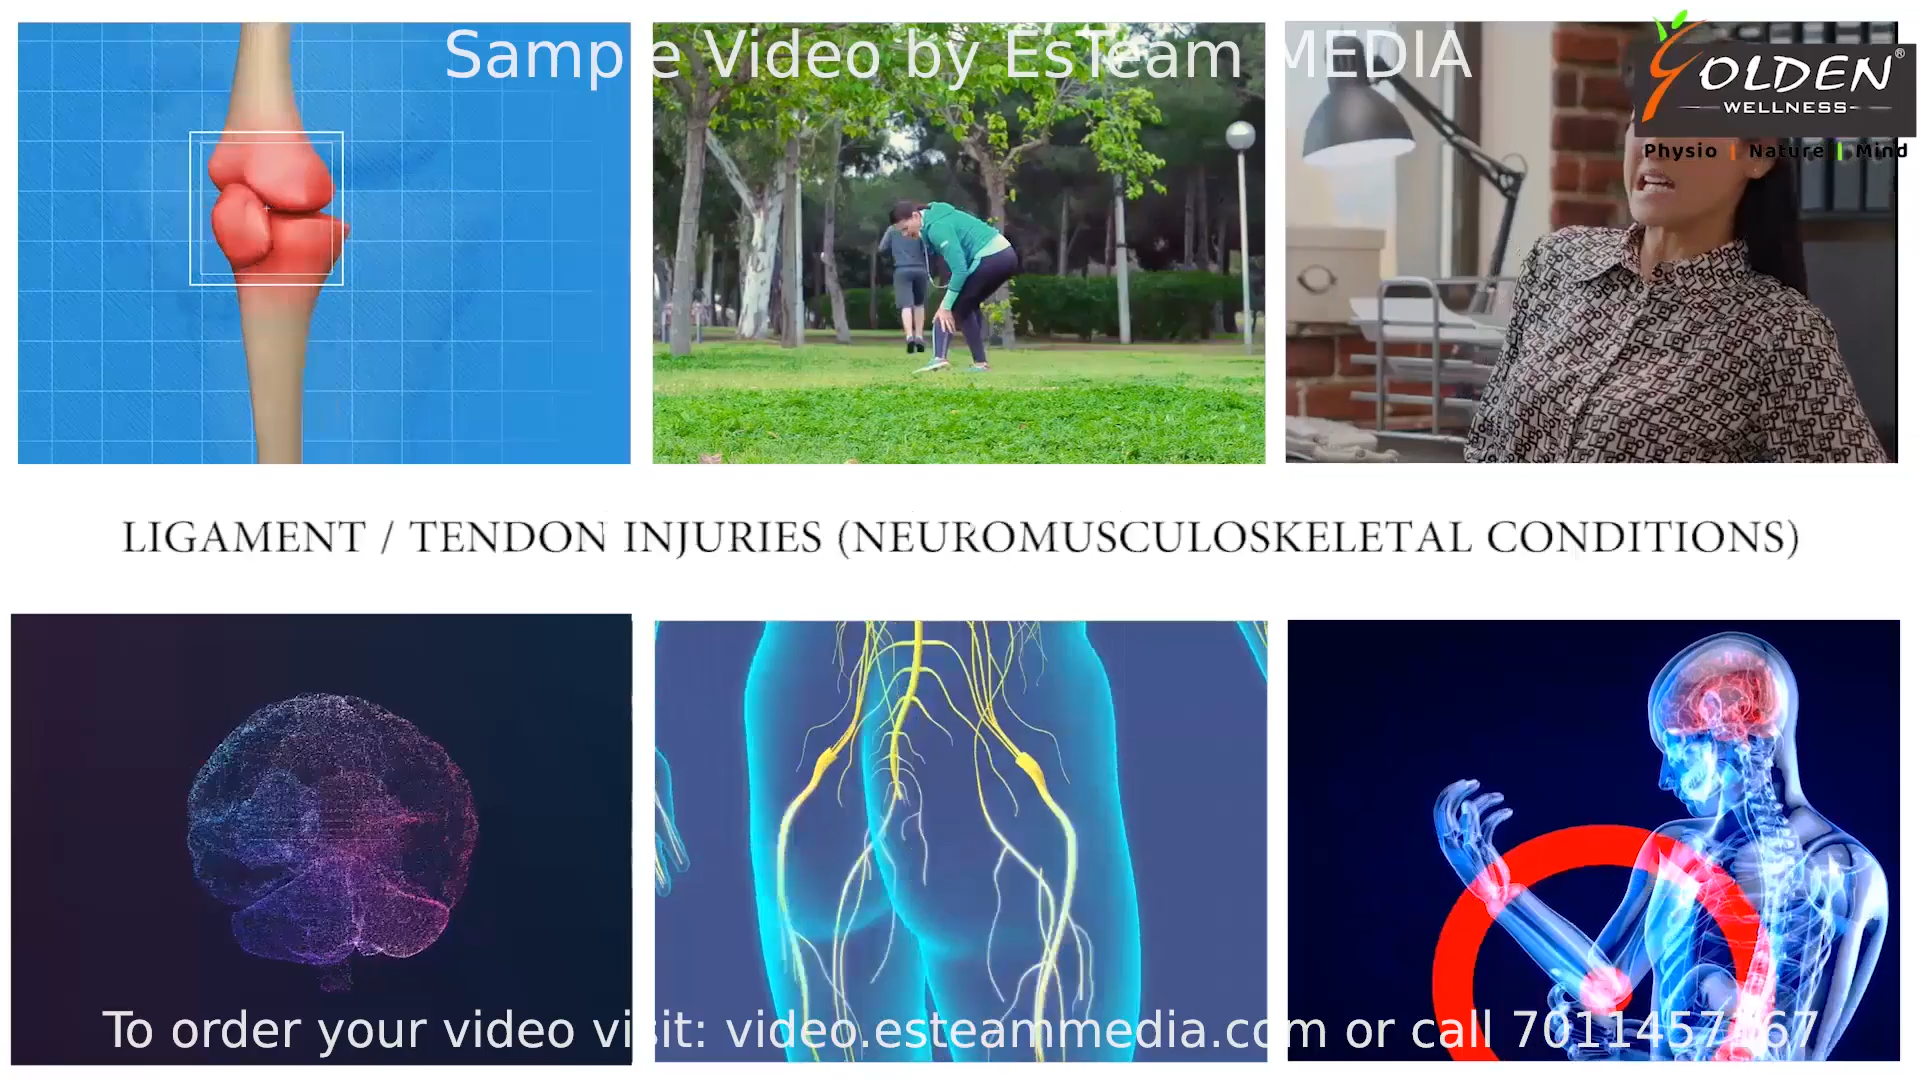 Sample Video by EsTeam MEDIA
GOLDEN®
WELLNESS
Physio | Nature | Mind
LIGAMENT / TENDON INJURIES (NEUROMUSCULOSKELETAL CONDITIONS)
To order your video visit: video.esteammedia.com or call